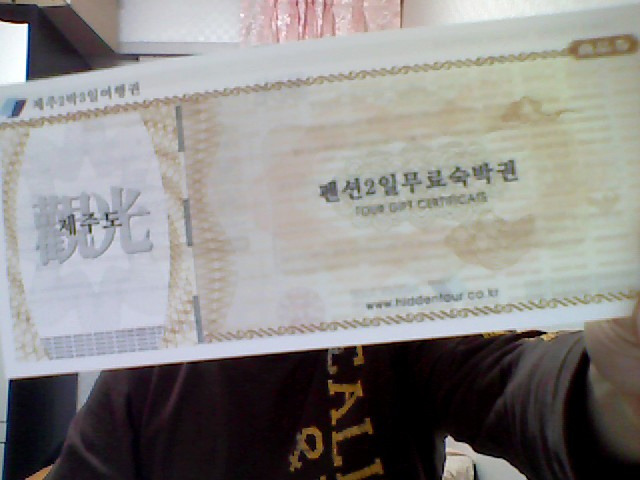 제주2박3일여행권
觀光
제주도
펜션2일무료숙박권
TOUR GIFT CERTIFICATE
www.hiddentour.co.kr
CALI